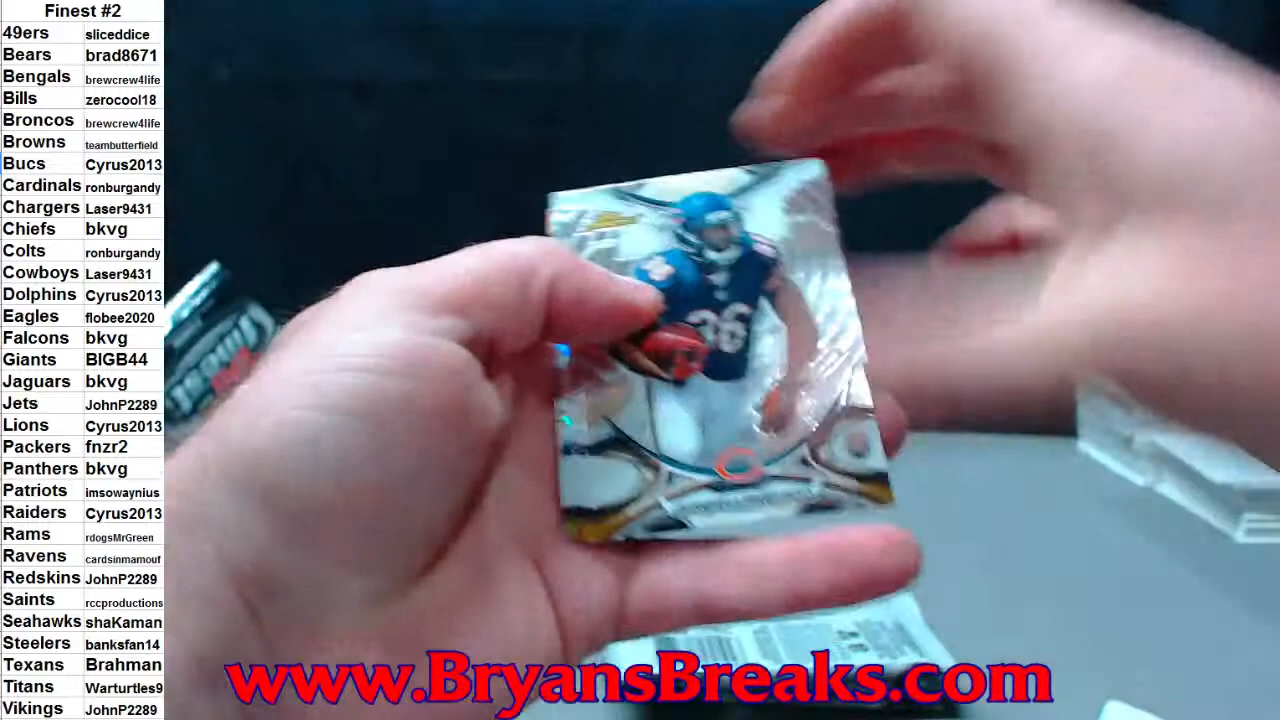 Finest #2
49ers sliceddice
Bears brad8671
Bengals brewcrew4life
Bills zerocool18
Broncos brewcrew4life
Browns teambutterfield
Bucs Cyrus2013
Cardinals ronburgandy
Chargers Laser9431
Chiefs bkvg
Colts ronburgandy
Cowboys Laser9431
Dolphins Cyrus2013
Eagles flobee2020
Falcons bkvg
Giants BIGB44
Jaguars bkvg
Jets JohnP2289
Lions Cyrus2013
Packers fnzr2
Panthers bkvg
Patriots imsowaynius
Raiders Cyrus2013
Rams rdogsMrGreen
Ravens cardsinmamouf
Redskins JohnP2289
Saints rccproductions
Seahawks shaKaman
Steelers banksfan14
Texans Brahman
Titans Warturtles9
Vikings JohnP2289
26
www.BryansBreaks.com